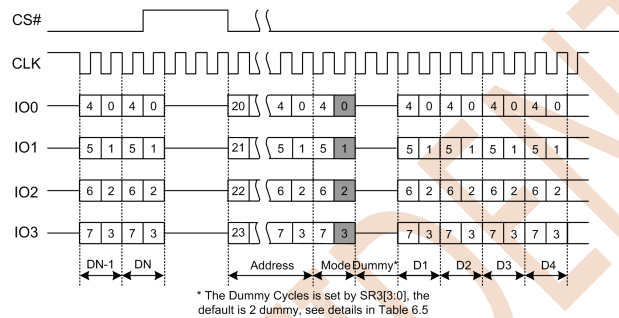 CS#
CLK
IO0 4 0 4 0 20 4 0 4 0 4 0 4 0 4 0 4 0
IO1 5 1 5 1 21 5 1 5 1 5 1 5 1 5 1 5 1
IO2 6 2 6 2 22 6 2 6 2 6 2 6 2 6 2 6 2
IO3 7 3 7 3 23 7 3 7 3 7 3 7 3 7 3 7 3
DN-1 DN Address Mode Dummy* D1 D2 D3 D4
* The Dummy Cycles is set by SR3[3:0], the
default is 2 dummy, see details in Table 6.5